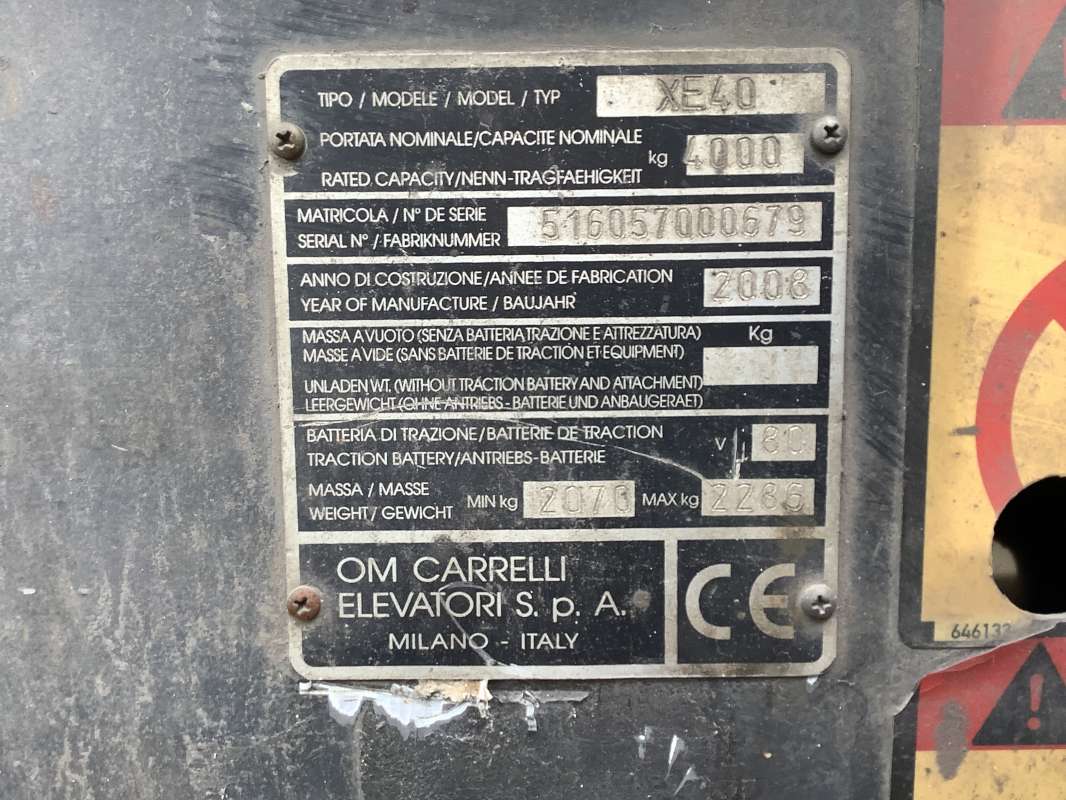 TIPO / MODELE / MODEL / TYP XE40
PORTATA NOMINALE/CAPACITE NOMINALE
kg 4000
RATED CAPACITY/NENN-TRAGFAEHIGKEIT
MATRICOLA / N° DE SERIE
SERIAL N° / FABRIKNUMMER 516057000679
ANNO DI COSTRUZIONE/ANNEE DE FABRICATION
YEAR OF MANUFACTURE / BAUJAHR 2008
MASSA A VUOTO (SENZA BATTERIA TRAZIONE E ATTREZZATURA) Kg
MASSE A VIDE (SANS BATTERIE DE TRACTION ET EQUIPMENT)
UNLADEN WT. (WITHOUT TRACTION BATTERY AND ATTACHMENT)
LEERGEWICHT (OHNE ANTRIEBS - BATTERIE UND ANBAUGERAET)
BATTERIA DI TRAZIONE/BATTERIE DE TRACTION V 80
TRACTION BATTERY/ANTRIEBS-BATTERIE
MASSA / MASSE
WEIGHT/GEWICHT MIN kg 2070 MAX kg 2286
OM CARRELLI
ELEVATORI S. p. A.
MILANO - ITALY
CE